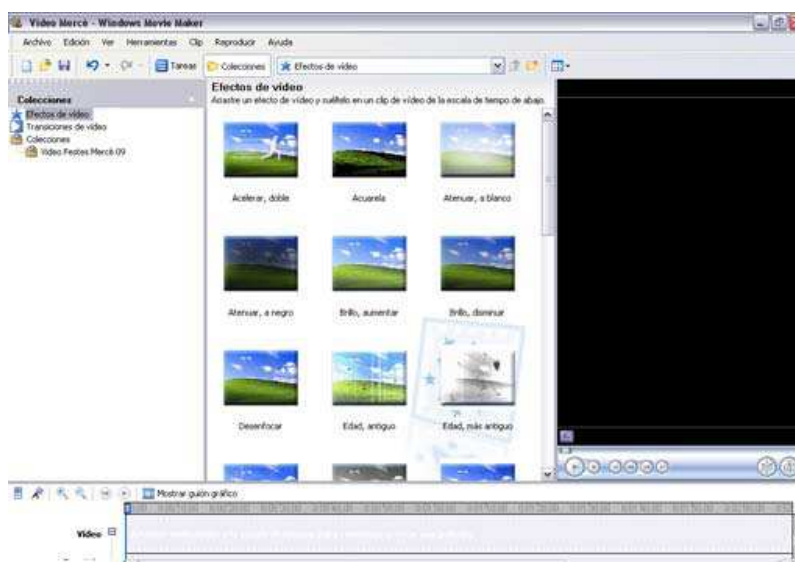 Video Mercè - Windows Movie Maker
Archivo Edición Ver Herramientas Clip Reproducir Ayuda
Tareas Colecciones Efectos de vídeo
Colecciones
Efectos de vídeo
Transiciones de vídeo
Colecciones
Video Festes Mercè 09
Efectos de vídeo
Arrastre un efecto de vídeo y suéltelo en un clip de vídeo de la escala de tiempo de abajo.
Acelerar, doble Acuarela Atenuar, a blanco
Atenuar, a negro Brillo, aumentar Brillo, disminuir
Desenfocar Edad, antiguo Edad, más antiguo
Mostrar guión gráfico
Vídeo